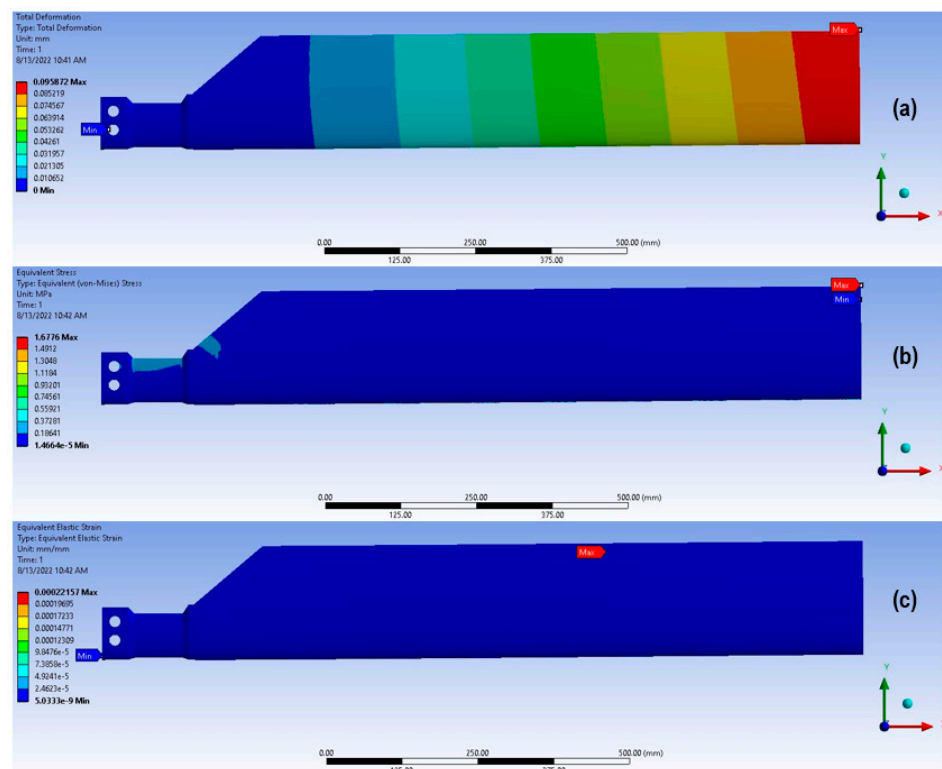 Total Deformation
Type: Total Deformation
Unit: mm
Time: 1
8/13/2022 10:41 AM
0.095872 Max
0.085219
0.074567
0.063914
0.053262
0.04261
0.031957
0.021305
0.010652
0 Min
Min
Max
(a)
Y
X
0.00 250.00 500.00 (mm)
125.00 375.00
Equivalent Stress
Type: Equivalent (von-Mises) Stress
Unit: MPa
Time: 1
8/13/2022 10:42 AM
1.6776 Max
1.4912
1.3048
1.1184
0.93201
0.74561
0.55921
0.37281
0.18641
1.4664e-5 Min
Max
Min
(b)
Y
X
0.00 250.00 500.00 (mm)
125.00 375.00
Equivalent Elastic Strain
Type: Equivalent Elastic Strain
Unit: mm/mm
Time: 1
8/13/2022 10:42 AM
0.00022157 Max
0.00019695
0.00017233
0.00014771
0.00012309
9.8476e-5
7.3858e-5
4.9241e-5
2.4623e-5
5.0333e-9 Min
Max
Min
(c)
Y
X
0.00 250.00 500.00 (mm)
125.00 375.00